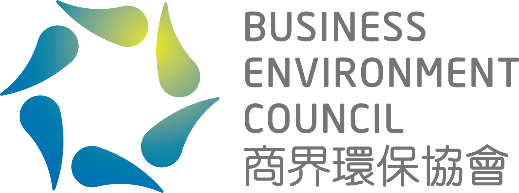 BUSINESS
ENVIRONMENT
COUNCIL
商界環保協會